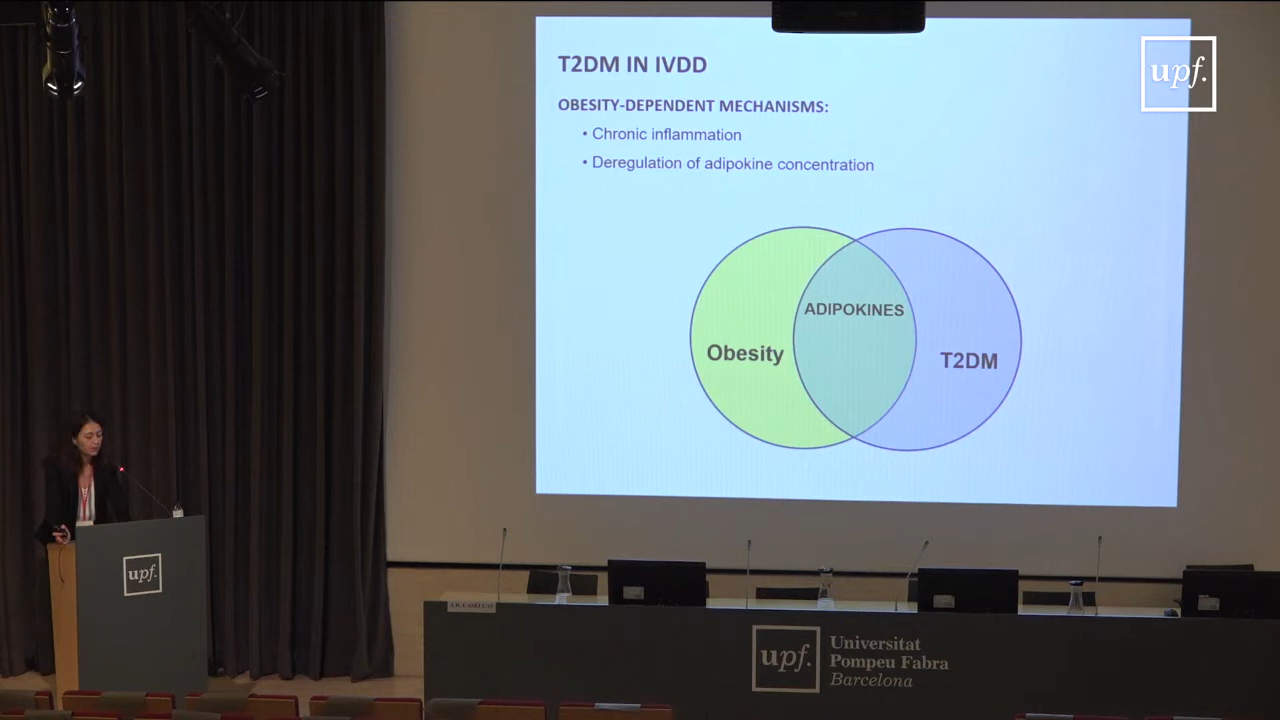 T2DM IN IVDD
OBESITY-DEPENDENT MECHANISMS:
• Chronic inflammation
• Deregulation of adipokine concentration
ADIPOKINES
Obesity
T2DM
upf.
upf.
upf.
Universitat
Pompeu Fabra
Barcelona